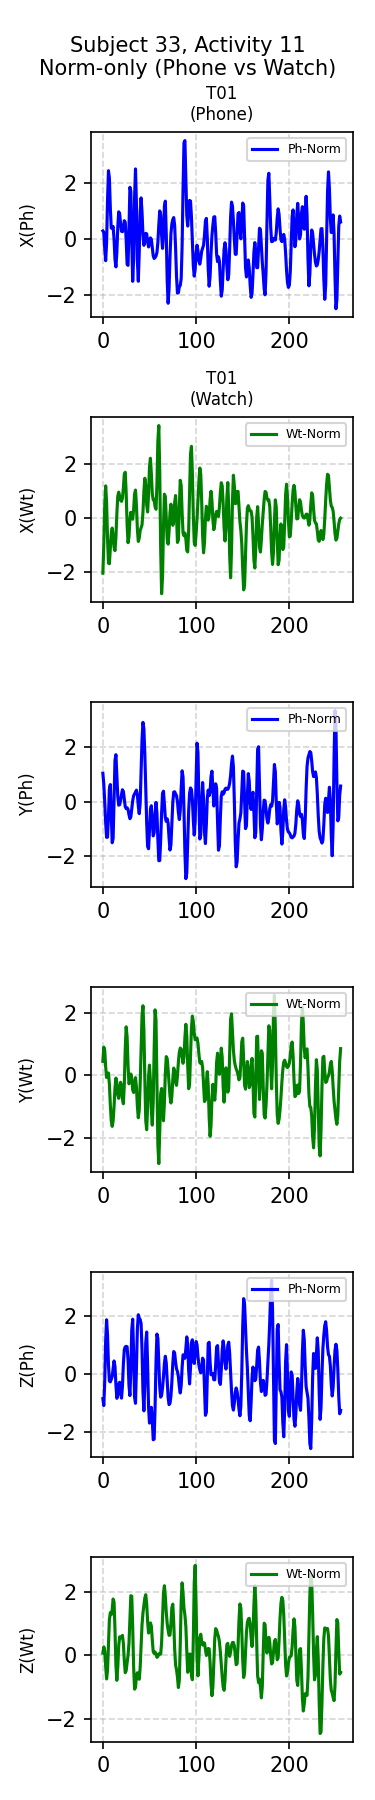 Subject 33, Activity 11
Norm-only (Phone vs Watch)
T01
(Phone)
Ph-Norm
X(Ph)
2
0
−2
0
100
200
T01
(Watch)
Wt-Norm
X(Wt)
2
0
−2
0
100
200
Ph-Norm
Y(Ph)
2
0
−2
0
100
200
Wt-Norm
Y(Wt)
2
0
−2
0
100
200
Ph-Norm
Z(Ph)
2
0
−2
0
100
200
Wt-Norm
Z(Wt)
2
0
−2
0
100
200